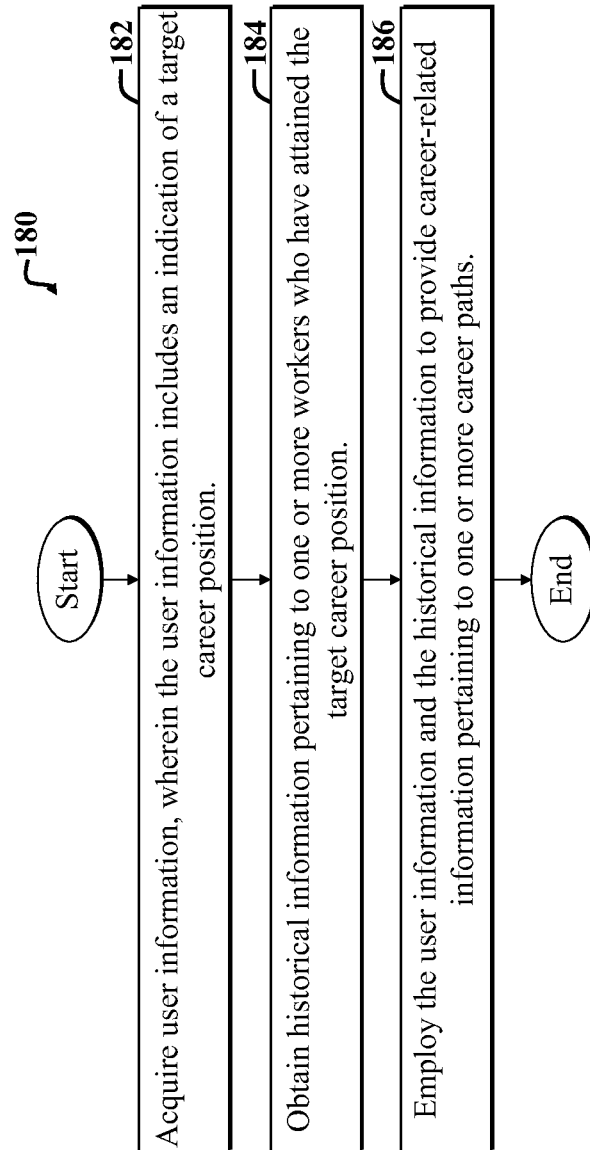 180
Start
182
Acquire user information, wherein the user information includes an indication of a target
career position.
184
Obtain historical information pertaining to one or more workers who have attained the
target career position.
186
Employ the user information and the historical information to provide career-related
information pertaining to one or more career paths.
End